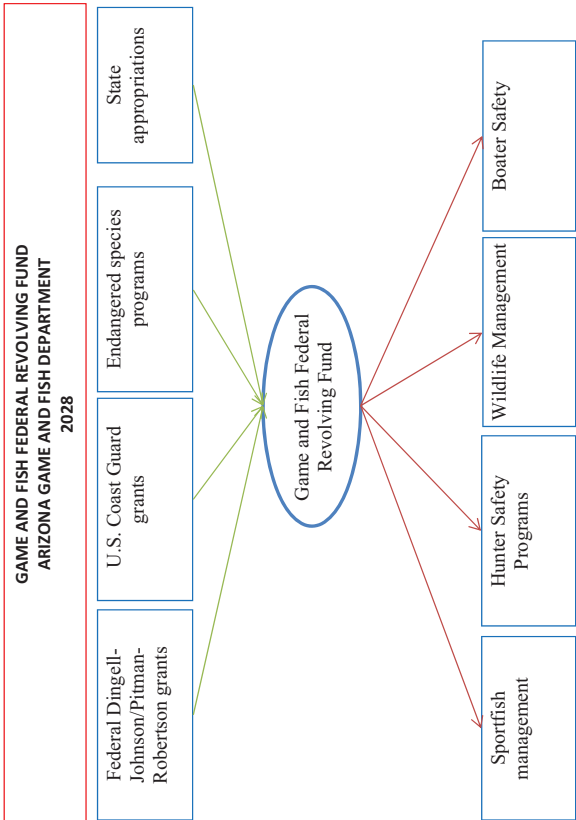 GAME AND FISH FEDERAL REVOLVING FUND
ARIZONA GAME AND FISH DEPARTMENT
2028
Federal Dingell-
Johnson/Pitman-
Robertson grants
U.S. Coast Guard
grants
Endangered species
programs
State
appropriations
Game and Fish Federal
Revolving Fund
Sportfish
management
Hunter Safety
Programs
Wildlife Management
Boater Safety